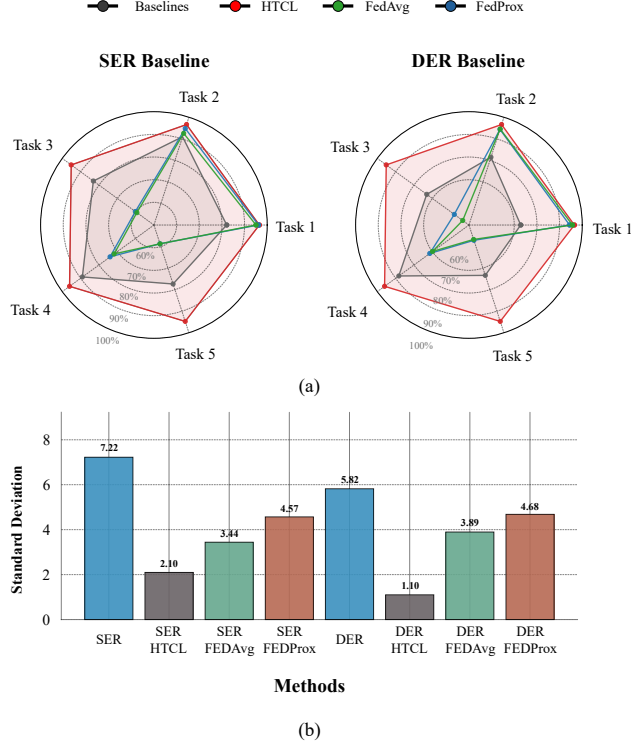 Baselines HTCL FedAvg FedProx
SER Baseline DER Baseline
Task 2 Task 2
Task 3 Task 3
Task 1 Task 1
60% 60%
70% 70%
80% 80%
Task 4 Task 4
90% 90%
100% 100%
Task 5 Task 5
(a)
Standard Deviation
8
6
4
2
0
7.22
2.10
3.44
4.57
5.82
1.10
3.89
4.68
SER
SER HTCL
SER FEDAvg
SER FEDProx
DER
DER HTCL
DER FEDAvg
DER FEDProx
Methods
(b)